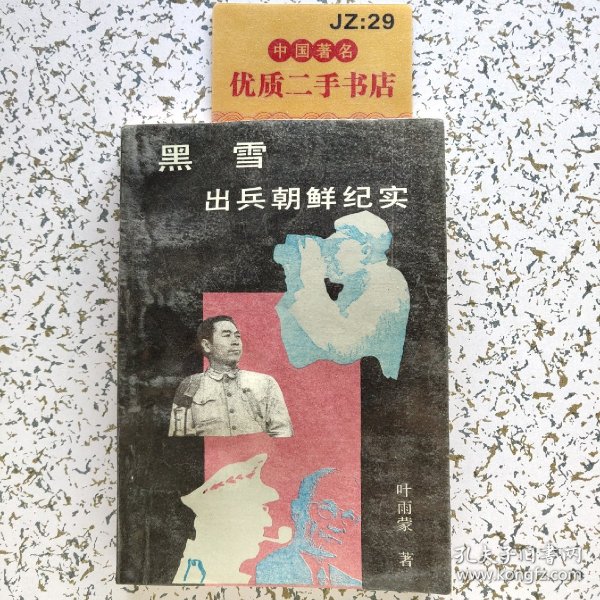 JZ:29
中国著名
优质二手书店
黑雪
出兵朝鲜纪实
叶雨蒙 著
孔夫子旧书网
www.kongfz.com